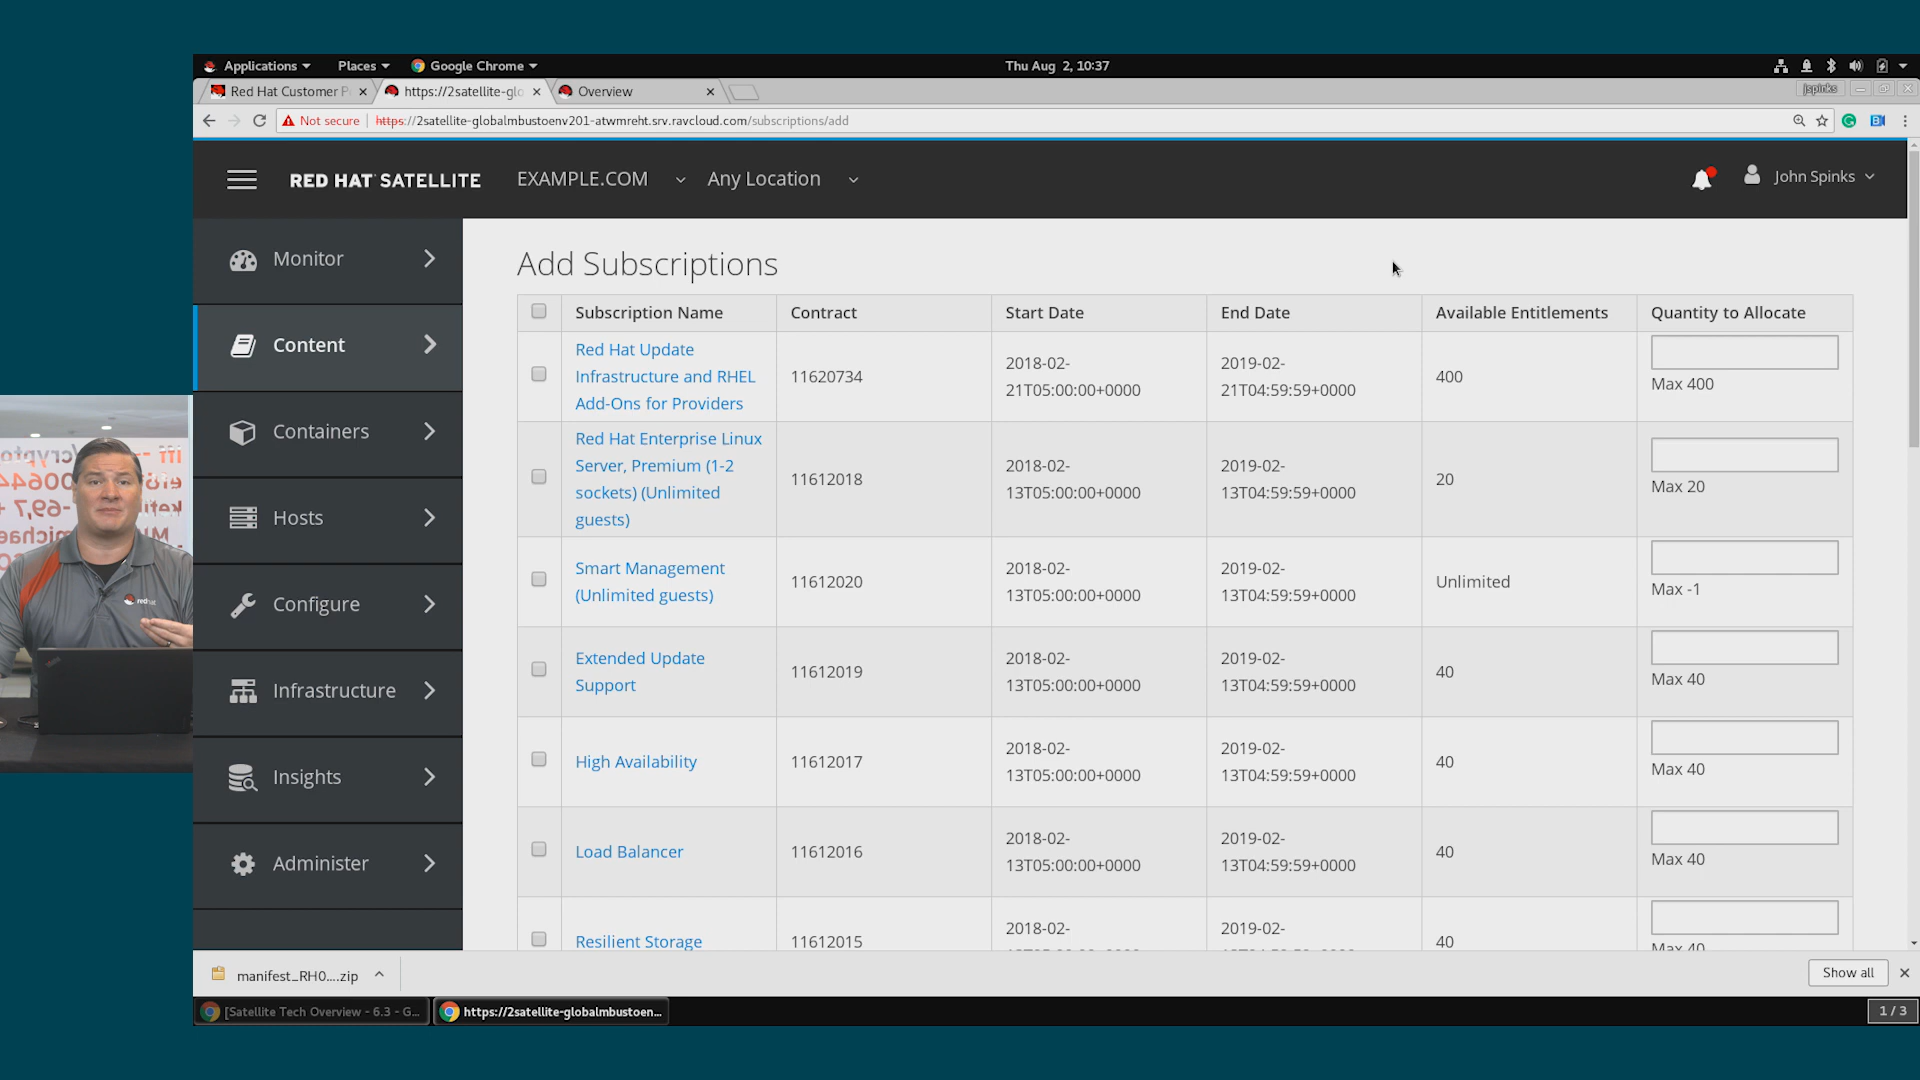 Applications Places Google Chrome Thu Aug 2, 10:37
Red Hat Customer P https://2satellite-glo Overview jspinks
Not secure https://2satellite-globalmbustoenv201-atwmreht.srv.ravcloud.com/subscriptions/add
RED HAT SATELLITE EXAMPLE.COM Any Location John Spinks
Monitor
Content
Containers
Hosts
Configure
Infrastructure
Insights
Administer
Add Subscriptions
Subscription Name Contract Start Date End Date Available Entitlements Quantity to Allocate
Red Hat Update
Infrastructure and RHEL
Add-Ons for Providers
11620734
2018-02-
21T05:00:00+0000
2019-02-
21T04:59:59+0000
400
Max 400
Red Hat Enterprise Linux
Server, Premium (1-2
sockets) (Unlimited
guests)
11612018
2018-02-
13T05:00:00+0000
2019-02-
13T04:59:59+0000
20
Max 20
Smart Management
(Unlimited guests)
11612020
2018-02-
13T05:00:00+0000
2019-02-
13T04:59:59+0000
Unlimited
Max -1
Extended Update
Support
11612019
2018-02-
13T05:00:00+0000
2019-02-
13T04:59:59+0000
40
Max 40
High Availability
11612017
2018-02-
13T05:00:00+0000
2019-02-
13T04:59:59+0000
40
Max 40
Load Balancer
11612016
2018-02-
13T05:00:00+0000
2019-02-
13T04:59:59+0000
40
Max 40
Resilient Storage
11612015
2018-02-
2019-02-
40
Max 40
manifest_RH0....zip Show all
[Satellite Tech Overview - 6.3 - G... https://2satellite-globalmbustoen... 1 / 3
redhat